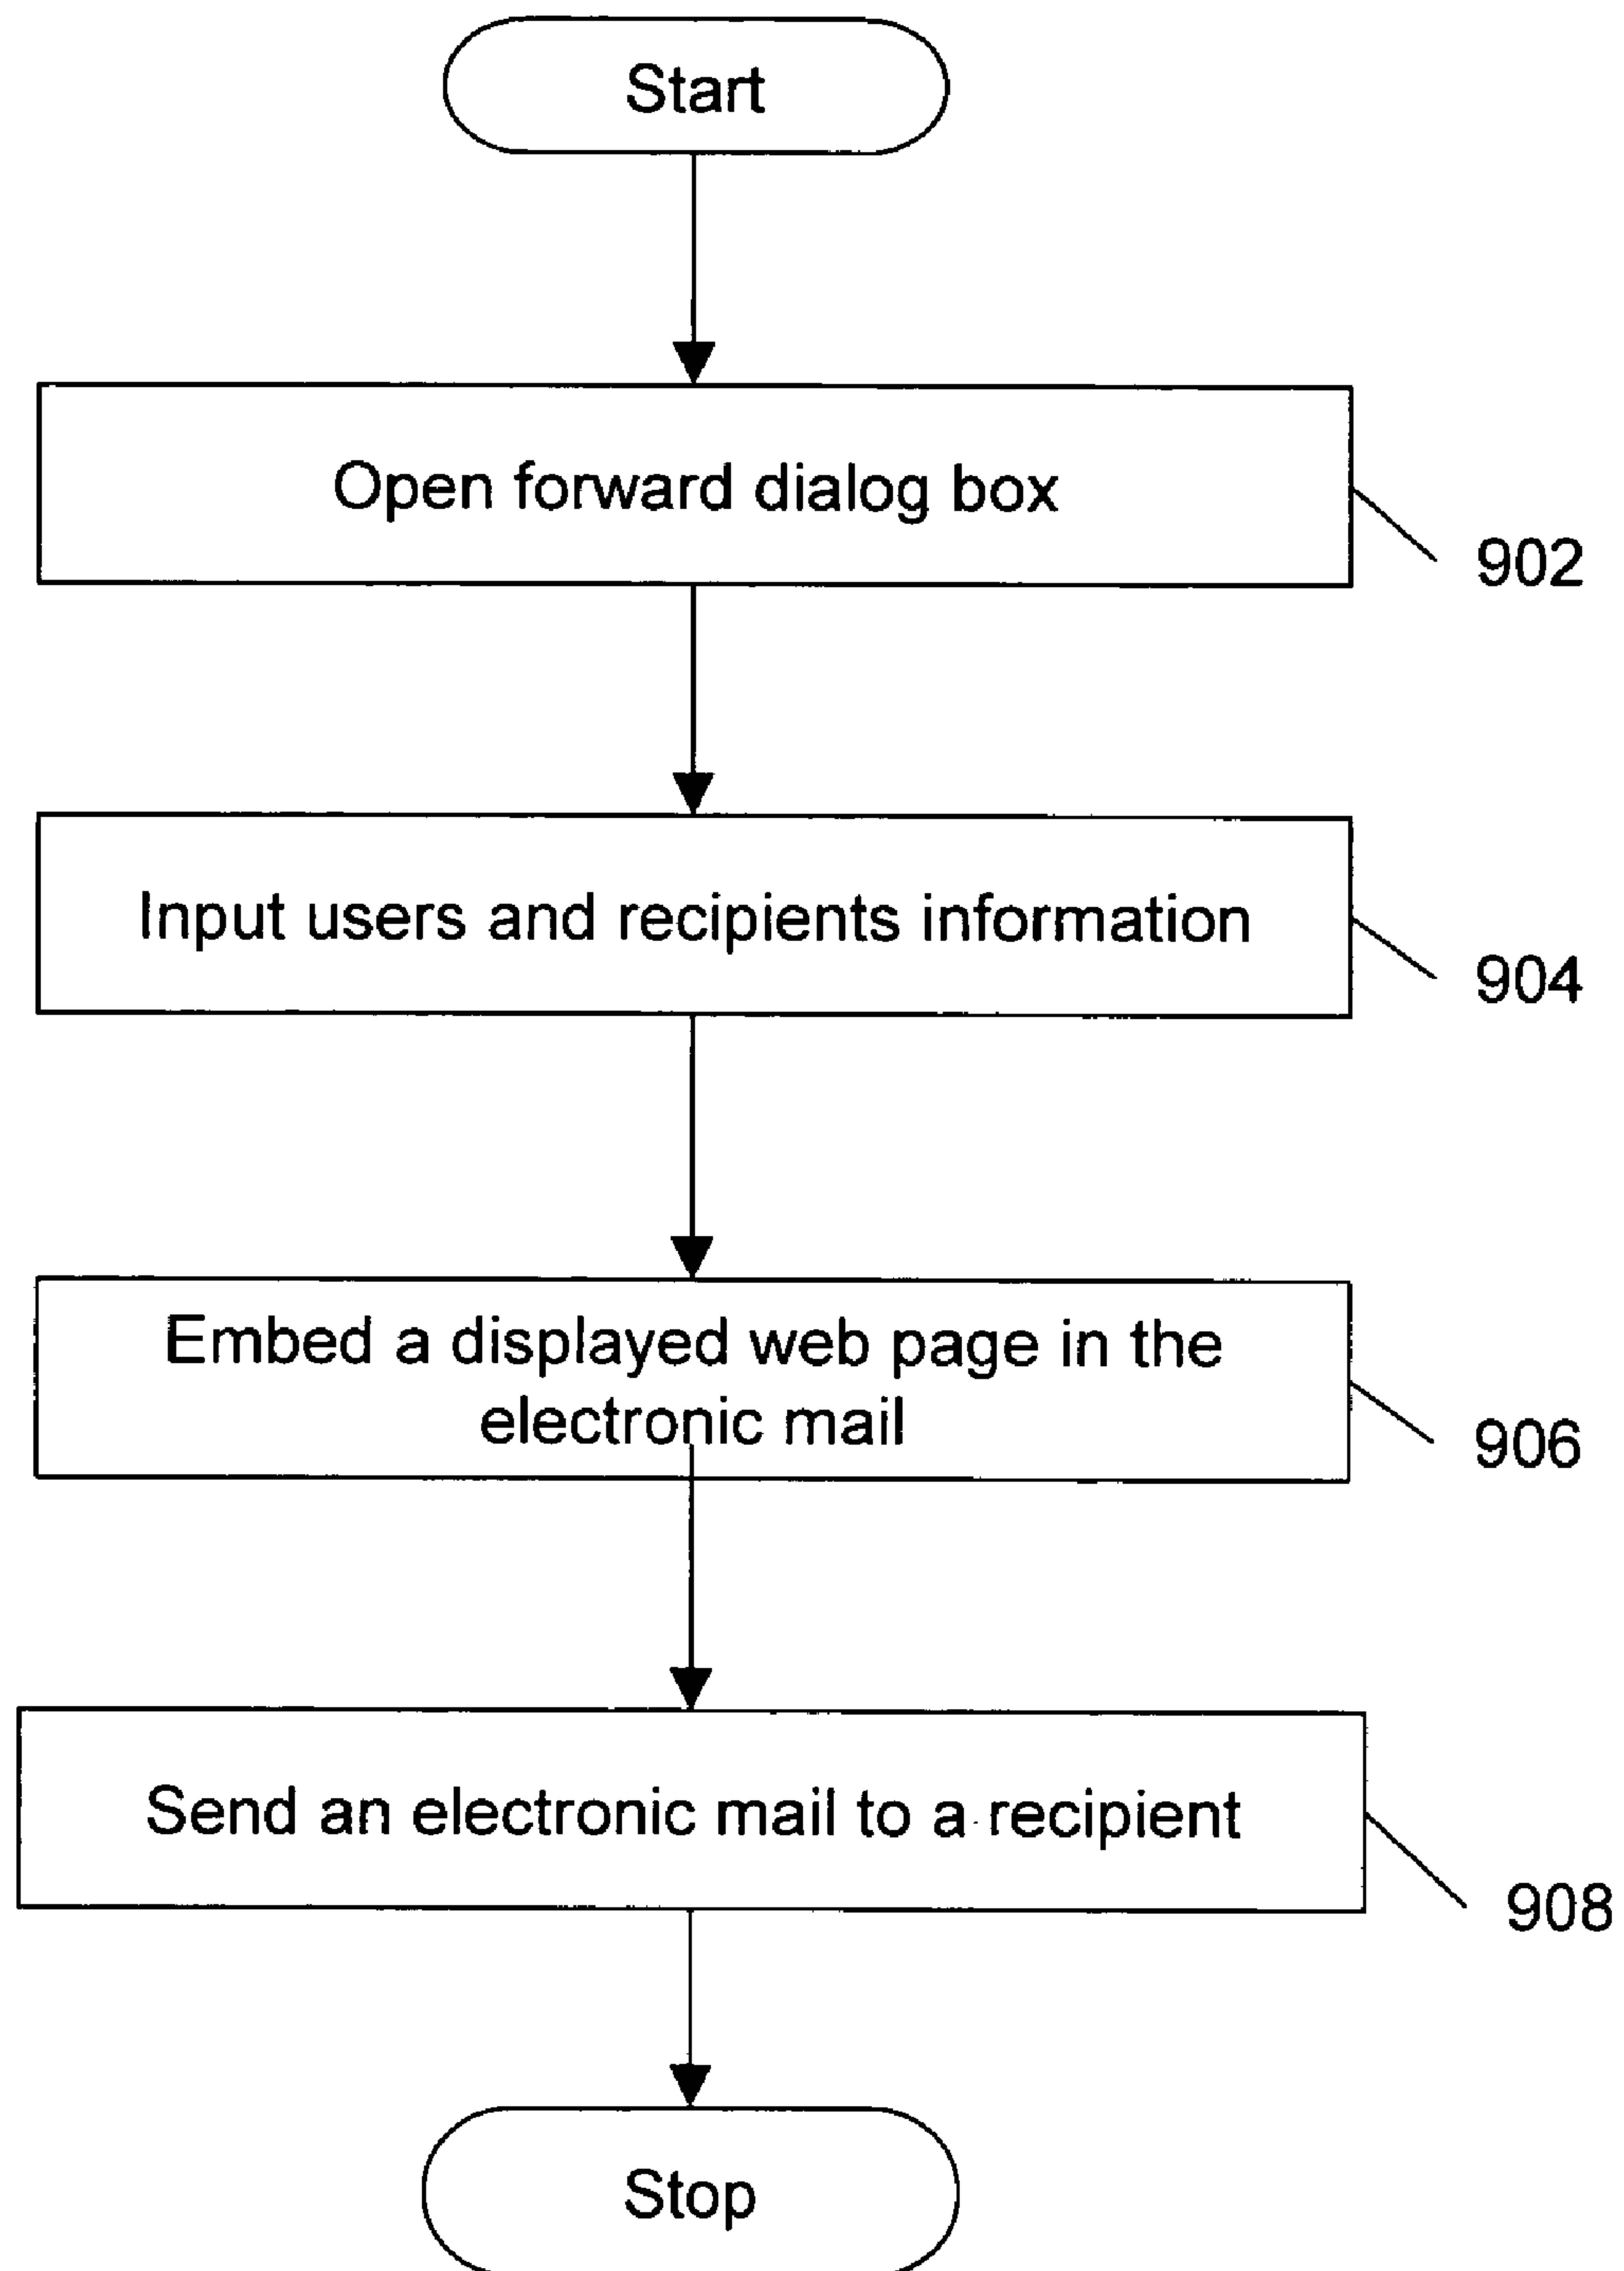 Start
Open forward dialog box
902
Input users and recipients information
904
Embed a displayed web page in the
electronic mail
906
Send an electronic mail to a recipient
908
Stop